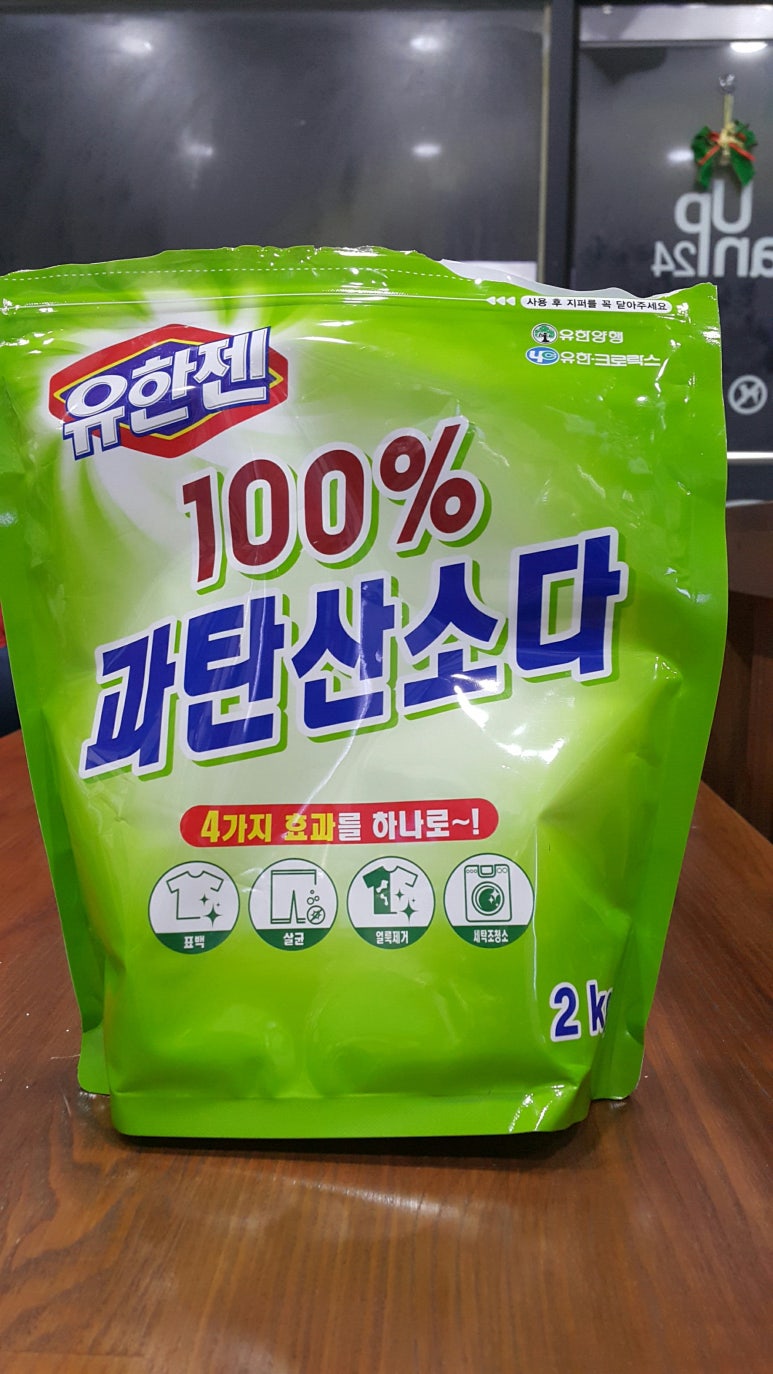 사용 후 지퍼를 꼭 닫아주세요
유한양행
유한크로락스
유한젠
100%
과탄산소다
4가지 효과를 하나로~!
표백
살균
얼룩제거
세탁조청소
2 k
Up
24